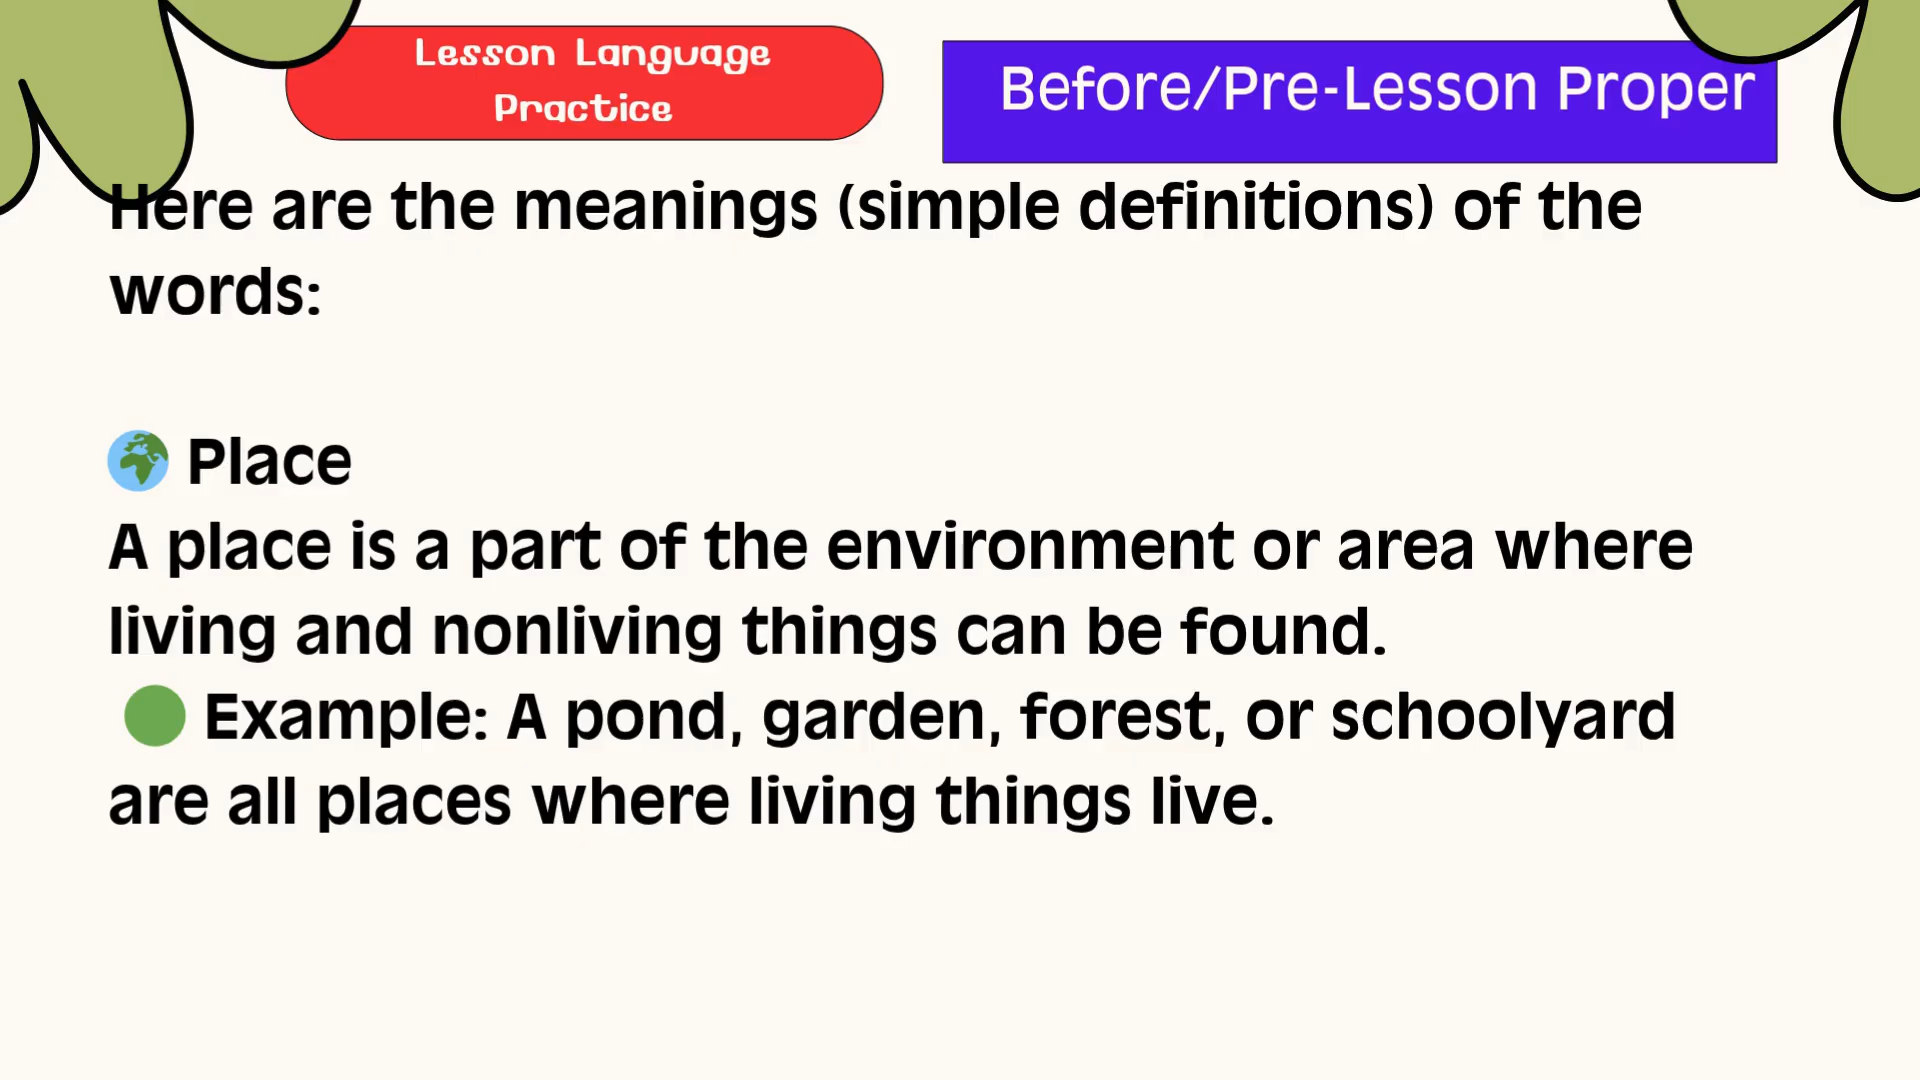 Lesson Language
Practice
Before/Pre-Lesson Proper
Here are the meanings (simple definitions) of the
words:
🌍 Place
A place is a part of the environment or area where
living and nonliving things can be found.
🟢 Example: A pond, garden, forest, or schoolyard
are all places where living things live.